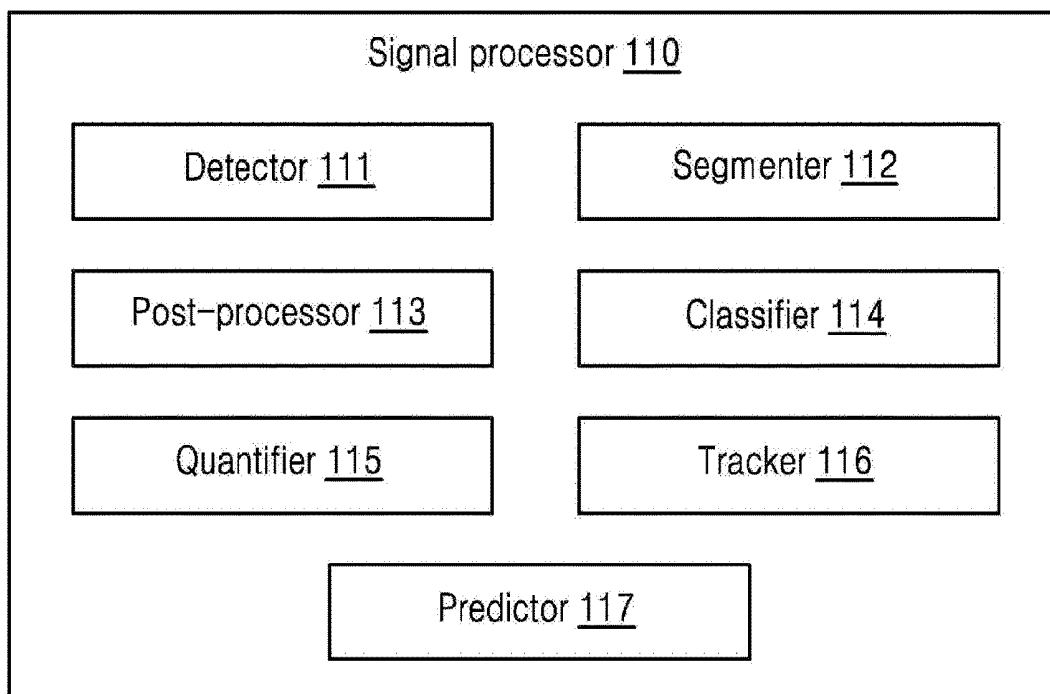 Signal processor 110
Detector 111
Segmenter 112
Post-processor 113
Classifier 114
Quantifier 115
Tracker 116
Predictor 117